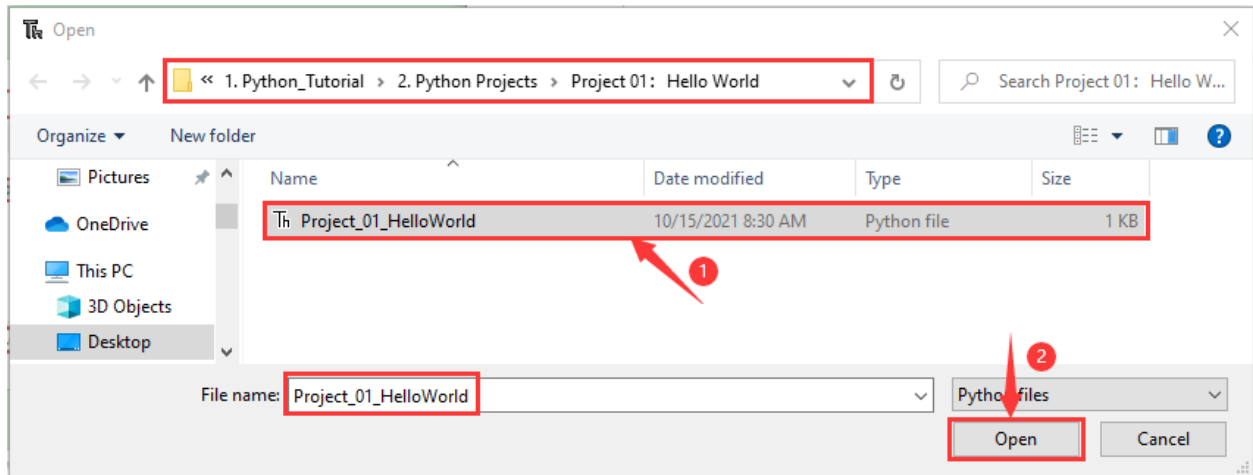 Th Open
« 1. Python_Tutorial > 2. Python Projects > Project 01：Hello World
Search Project 01：Hello W...
Organize New folder
?
Pictures
Name Date modified Type Size
OneDrive
Th Project_01_HelloWorld 10/15/2021 8:30 AM Python file 1 KB
This PC
1
3D Objects
Desktop
2
File name: Project_01_HelloWorld
Python files
Open Cancel